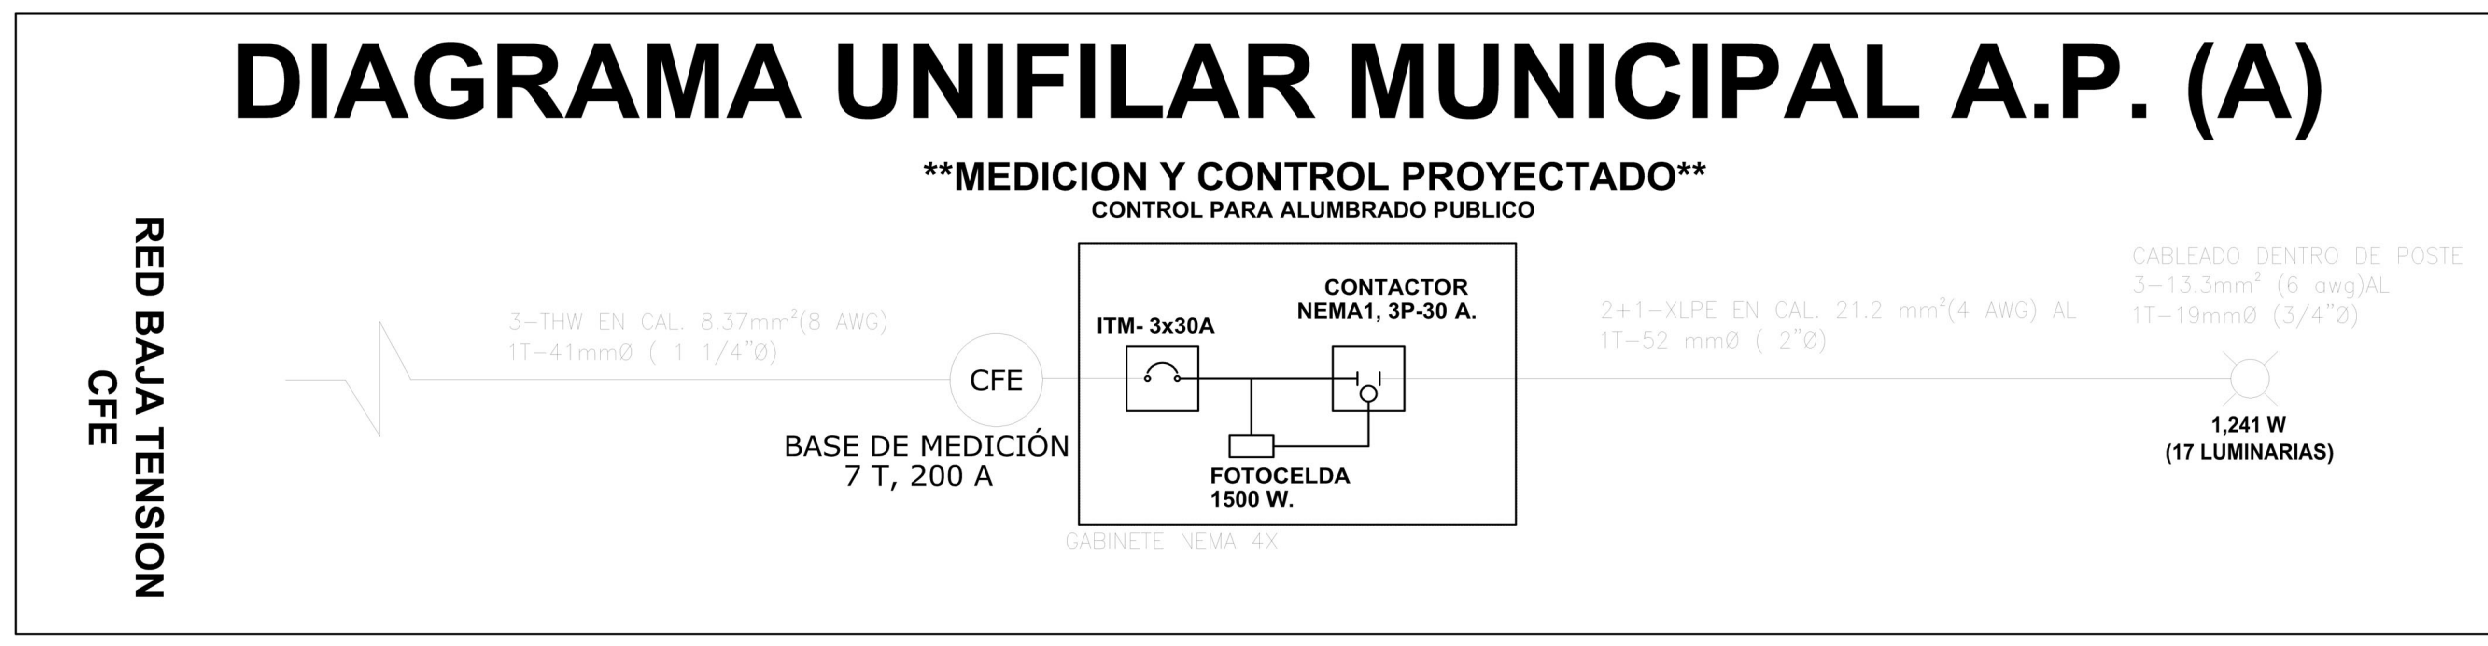 DIAGRAMA UNIFILAR MUNICIPAL A.P. (A)
**MEDICION Y CONTROL PROYECTADO**
CONTROL PARA ALUMBRADO PUBLICO
RED BAJA TENSION
CFE
3-THW EN CAL. 8.37mm²(8 AWG)
1T-41mmØ ( 1 1/4"Ø)
CFE
BASE DE MEDICIÓN
7 T, 200 A
ITM- 3x30A
CONTACTOR
NEMA1, 3P-30 A.
FOTOCELDA
1500 W.
GABINETE NEMA 4X
2+1-XLPE EN CAL. 21.2 mm²(4 AWG) AL
1T-52 mmØ ( 2"Ø)
CABLEADO DENTRO DE POSTE
3-13.3mm² (6 awg)AL
1T-19mmØ (3/4"Ø)
1,241 W
(17 LUMINARIAS)